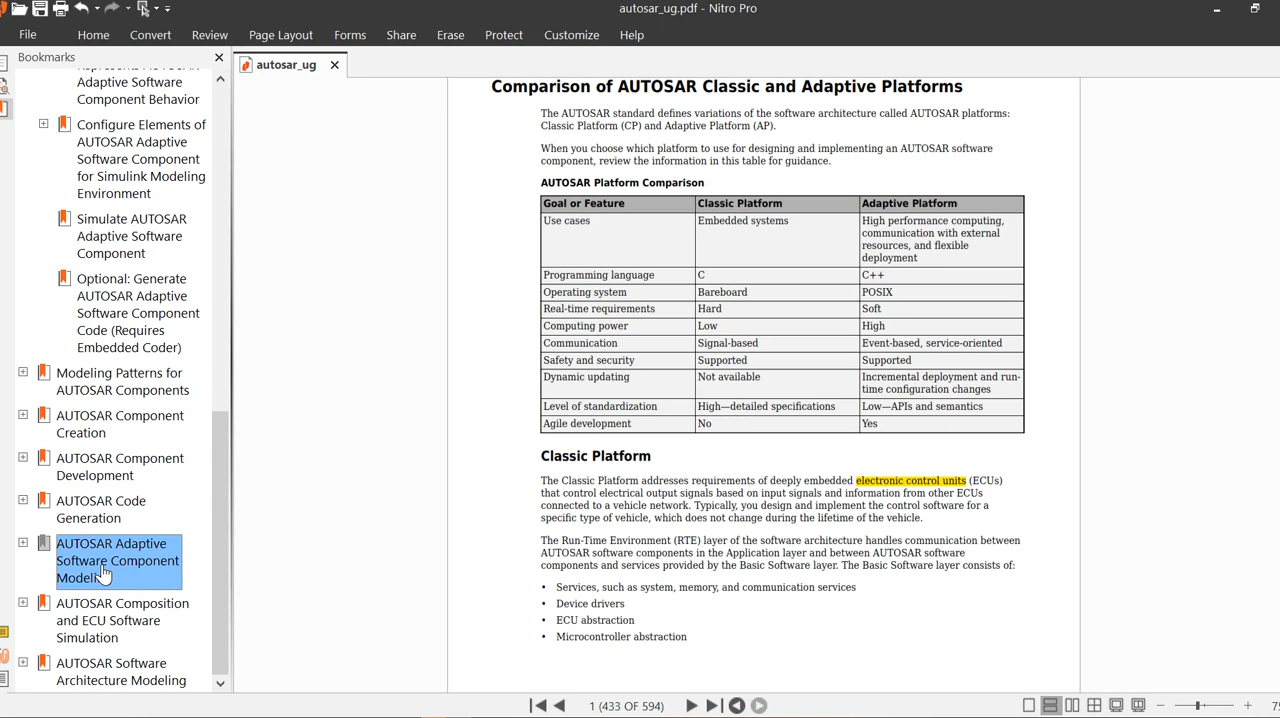 autosar_ug.pdf - Nitro Pro
File Home Convert Review Page Layout Forms Share Erase Protect Customize Help
Bookmarks
autosar_ug
Adaptive Software
Component Behavior
Configure Elements of
AUTOSAR Adaptive
Software Component
for Simulink Modeling
Environment
Simulate AUTOSAR
Adaptive Software
Component
Optional: Generate
AUTOSAR Adaptive
Software Component
Code (Requires
Embedded Coder)
Modeling Patterns for
AUTOSAR Components
AUTOSAR Component
Creation
AUTOSAR Component
Development
AUTOSAR Code
Generation
AUTOSAR Adaptive
Software Component
AUTOSAR Composition
and ECU Software
Simulation
AUTOSAR Software
Architecture Modeling
Comparison of AUTOSAR Classic and Adaptive Platforms
The AUTOSAR standard defines variations of the software architecture called AUTOSAR platforms:
Classic Platform (CP) and Adaptive Platform (AP).
When you choose which platform to use for designing and implementing an AUTOSAR software
component, review the information in this table for guidance.
AUTOSAR Platform Comparison
Goal or Feature Classic Platform Adaptive Platform
Use cases Embedded systems High performance computing,
communication with external
resources, and flexible
deployment
Programming language C C++
Operating system Bareboard POSIX
Real-time requirements Hard Soft
Computing power Low High
Communication Signal-based Event-based, service-oriented
Safety and security Supported Supported
Dynamic updating Not available Incremental deployment and run-
time configuration changes
Level of standardization High—detailed specifications Low—APIs and semantics
Agile development No Yes
Classic Platform
The Classic Platform addresses requirements of deeply embedded electronic control units (ECUs)
that control electrical output signals based on input signals and information from other ECUs
connected to a vehicle network. Typically, you design and implement the control software for a
specific type of vehicle, which does not change during the lifetime of the vehicle.
The Run-Time Environment (RTE) layer of the software architecture handles communication between
AUTOSAR software components in the Application layer and between AUTOSAR software
components and services provided by the Basic Software layer. The Basic Software layer consists of:
• Services, such as system, memory, and communication services
• Device drivers
• ECU abstraction
• Microcontroller abstraction
1 (433 OF 594)